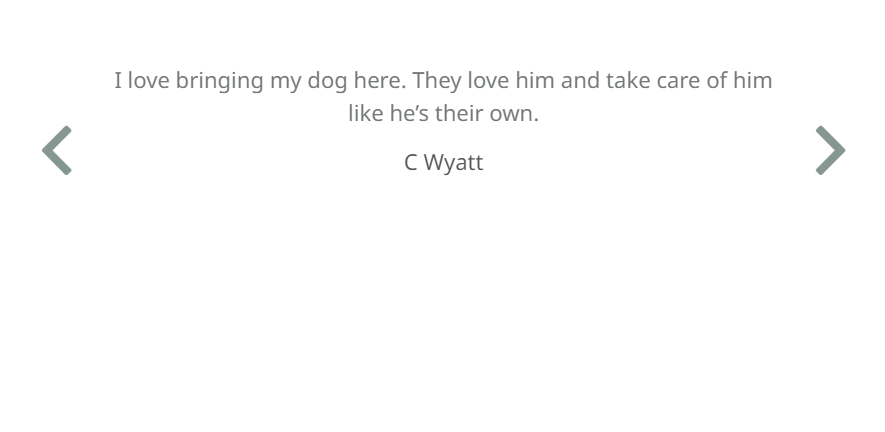 I love bringing my dog here. They love him and take care of him
like he’s their own.
C Wyatt